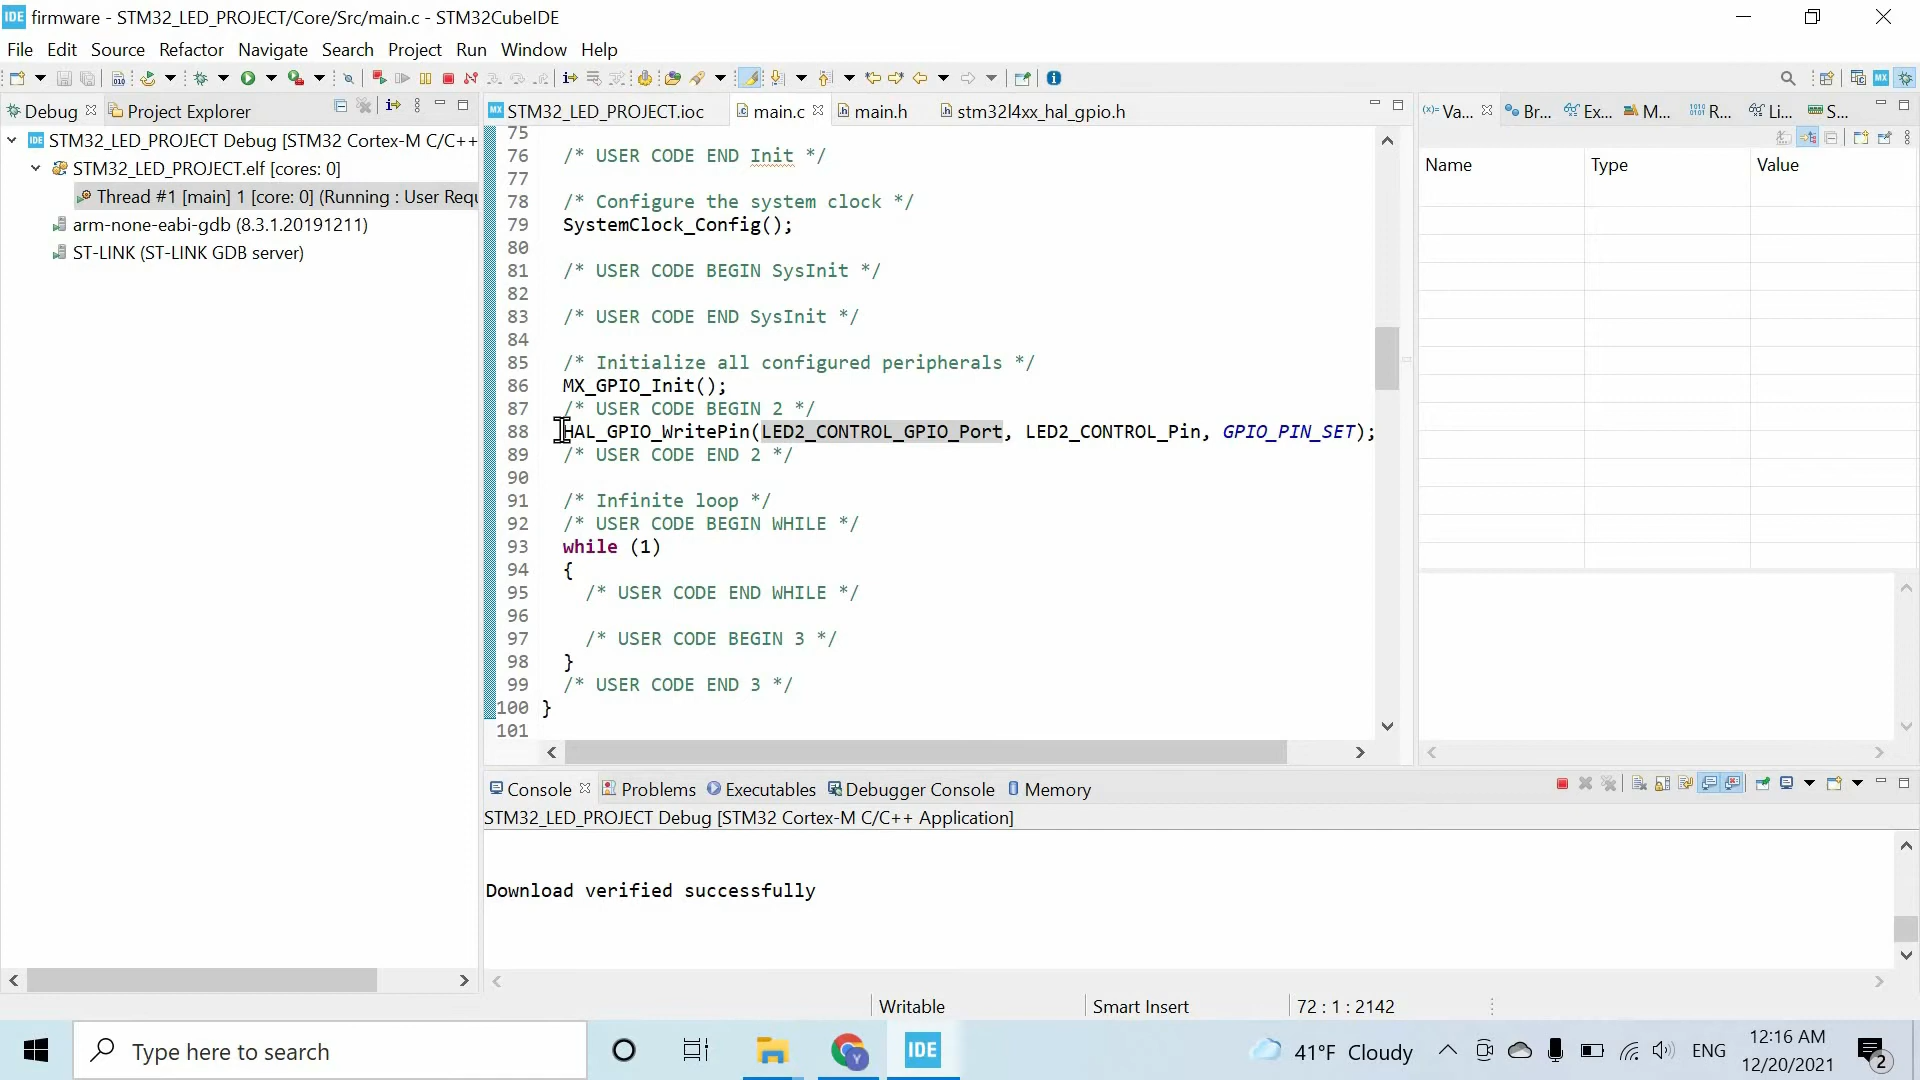 IDE firmware - STM32_LED_PROJECT/Core/Src/main.c - STM32CubeIDE
File Edit Source Refactor Navigate Search Project Run Window Help
Debug Project Explorer
STM32_LED_PROJECT Debug [STM32 Cortex-M C/C++
STM32_LED_PROJECT.elf [cores: 0]
Thread #1 [main] 1 [core: 0] (Running : User Requ
arm-none-eabi-gdb (8.3.1.20191211)
ST-LINK (ST-LINK GDB server)
MX STM32_LED_PROJECT.ioc main.c main.h stm32l4xx_hal_gpio.h
75
76 /* USER CODE END Init */
77
78 /* Configure the system clock */
79 SystemClock_Config();
80
81 /* USER CODE BEGIN SysInit */
82
83 /* USER CODE END SysInit */
84
85 /* Initialize all configured peripherals */
86 MX_GPIO_Init();
87 /* USER CODE BEGIN 2 */
88 HAL_GPIO_WritePin(LED2_CONTROL_GPIO_Port, LED2_CONTROL_Pin, GPIO_PIN_SET);
89 /* USER CODE END 2 */
90
91 /* Infinite loop */
92 /* USER CODE BEGIN WHILE */
93 while (1)
94 {
95 /* USER CODE END WHILE */
96
97 /* USER CODE BEGIN 3 */
98 }
99 /* USER CODE END 3 */
100 }
101
(x)= Va... Br... Ex... M... R... Li... S...
Name Type Value
Console Problems Executables Debugger Console Memory
STM32_LED_PROJECT Debug [STM32 Cortex-M C/C++ Application]
Download verified successfully
Writable Smart Insert 72 : 1 : 2142
Type here to search
IDE
41°F Cloudy
ENG
12:16 AM
12/20/2021
2